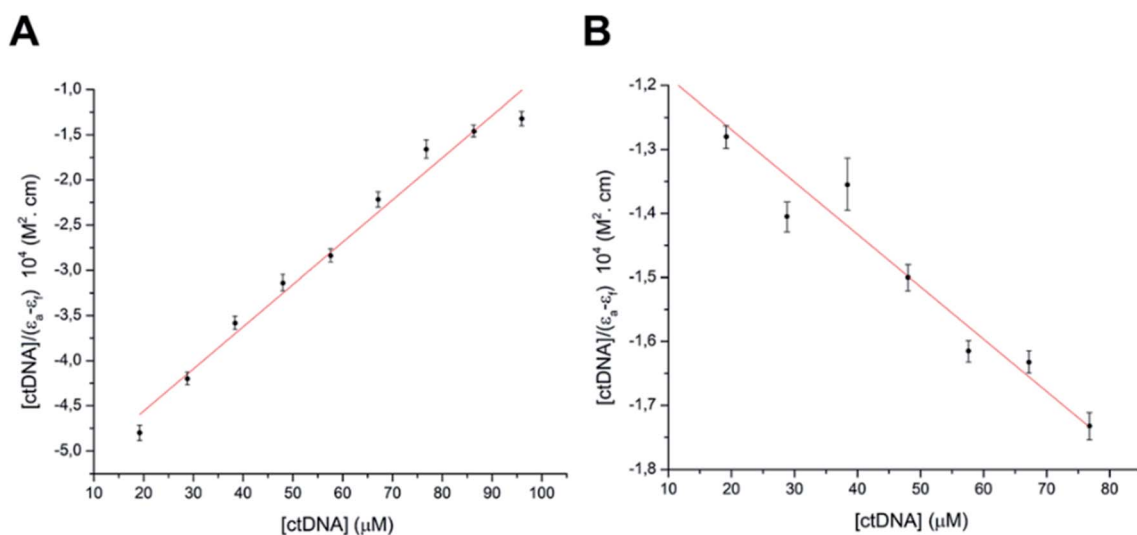 A
B
-1,0
-1,5
-2,0
-2,5
-3,0
-3,5
-4,0
-4,5
-5,0
[ctDNA]/(εa-εf) 10⁴ (M². cm)
10 20 30 40 50 60 70 80 90 100
[ctDNA] (μM)
-1,2
-1,3
-1,4
-1,5
-1,6
-1,7
-1,8
[ctDNA]/(εa-εf) 10⁴ (M². cm)
10 20 30 40 50 60 70 80
[ctDNA] (μM)